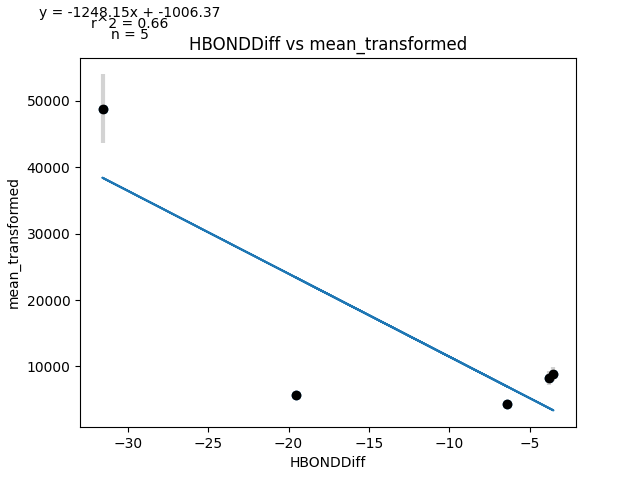 y = -1248.15x + -1006.37
r^2 = 0.66
n = 5
HBONDDiff vs mean_transformed
mean_transformed
50000
40000
30000
20000
10000
−30
−25
−20
−15
−10
−5
HBONDDiff